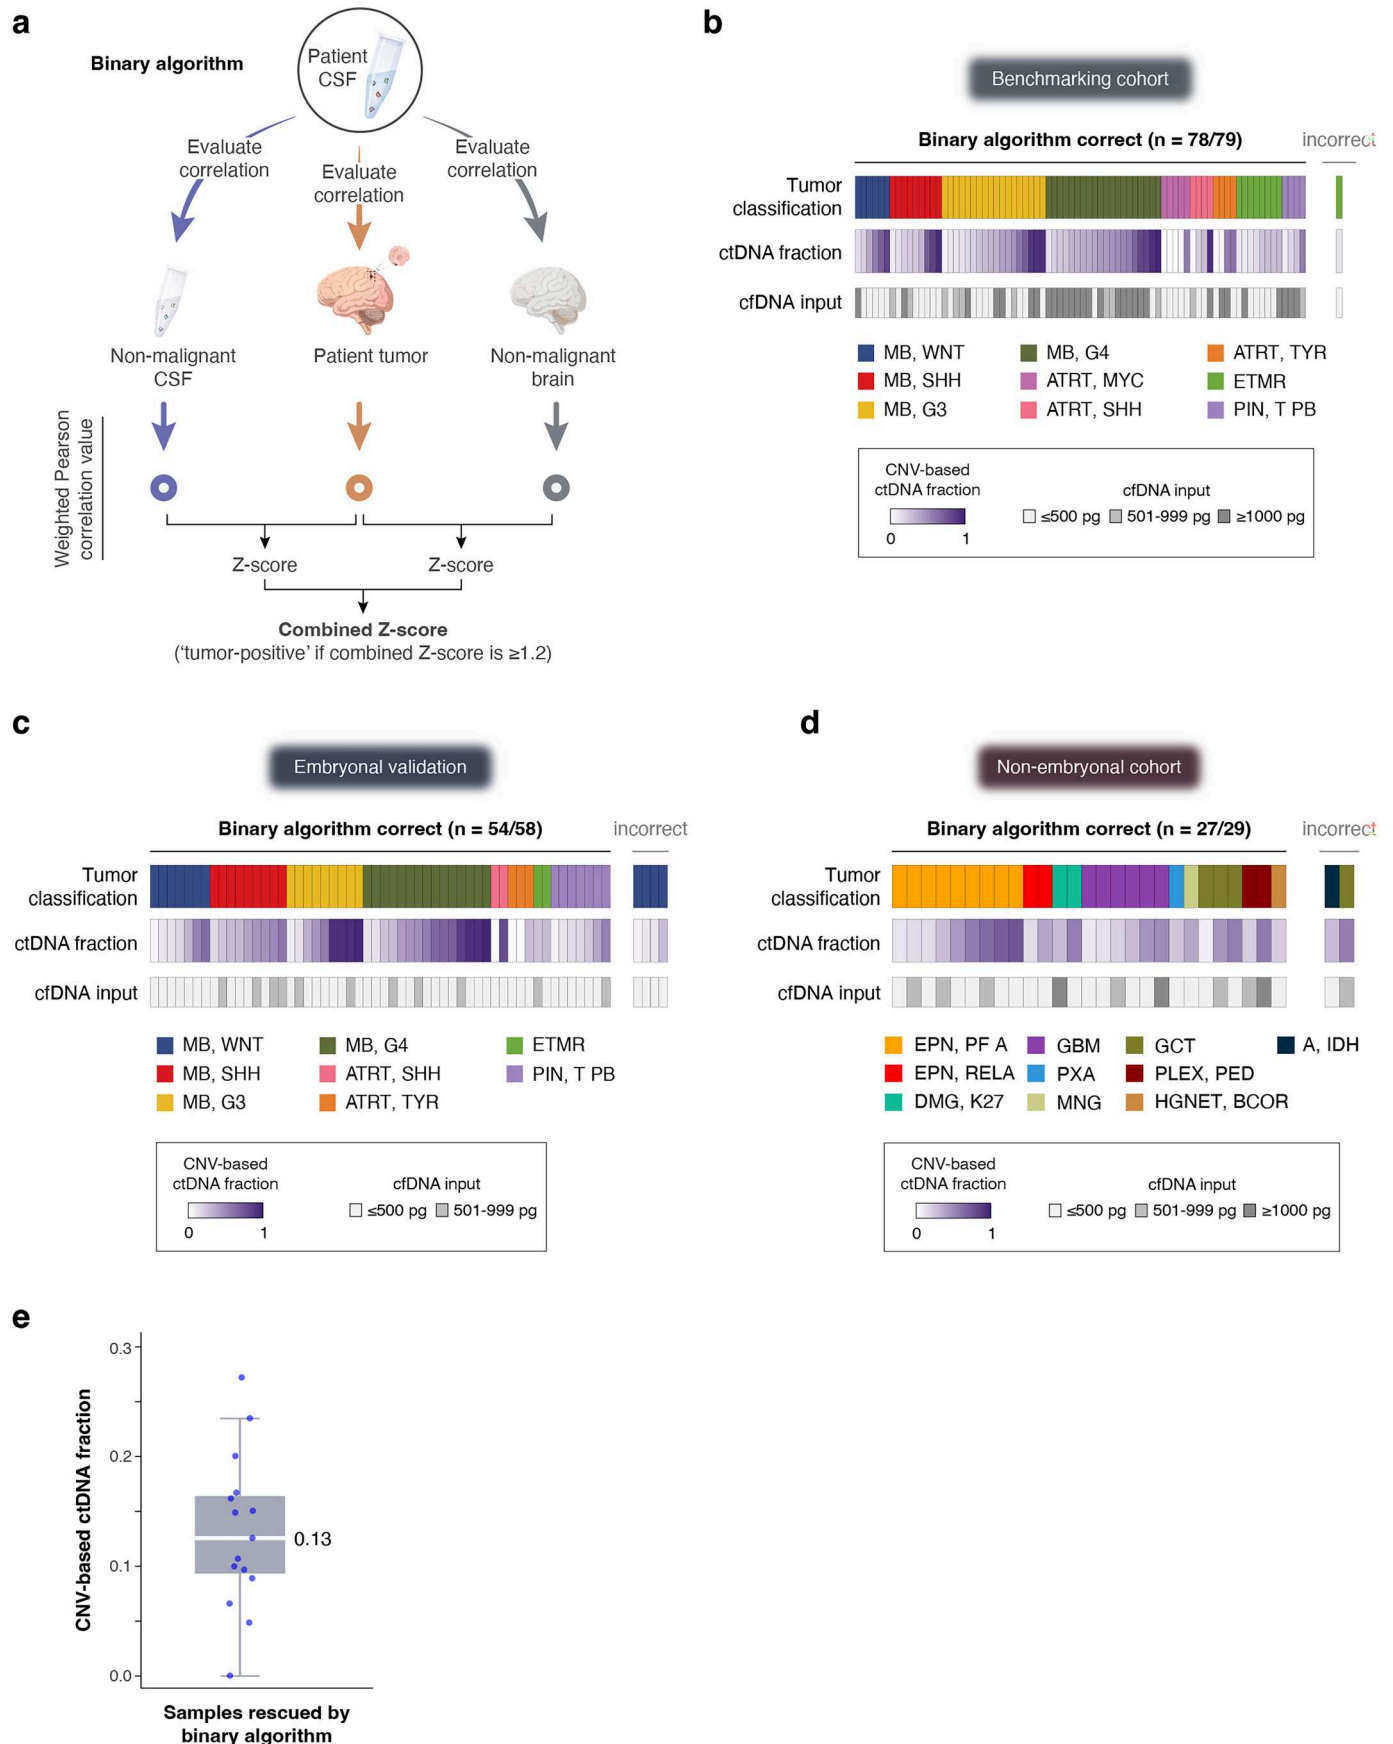 a
Binary algorithm
Patient
CSF
Evaluate
correlation
Evaluate
correlation
Evaluate
correlation
Non-malignant
CSF
Patient tumor
Non-malignant
brain
Weighted Pearson
correlation value
Z-score
Z-score
Combined Z-score
(‘tumor-positive’ if combined Z-score is ≥1.2)
b
Benchmarking cohort
Binary algorithm correct (n = 78/79)
incorrect
Tumor
classification
ctDNA fraction
cfDNA input
MB, WNT
MB, SHH
MB, G3
MB, G4
ATRT, MYC
ATRT, SHH
ATRT, TYR
ETMR
PIN, T PB
CNV-based
ctDNA fraction
0 1
cfDNA input
≤500 pg 501-999 pg ≥1000 pg
c
Embryonal validation
Binary algorithm correct (n = 54/58)
incorrect
Tumor
classification
ctDNA fraction
cfDNA input
MB, WNT
MB, SHH
MB, G3
MB, G4
ATRT, SHH
ATRT, TYR
ETMR
PIN, T PB
CNV-based
ctDNA fraction
0 1
cfDNA input
≤500 pg 501-999 pg
d
Non-embryonal cohort
Binary algorithm correct (n = 27/29)
incorrect
Tumor
classification
ctDNA fraction
cfDNA input
EPN, PF A
EPN, RELA
DMG, K27
GBM
PXA
MNG
GCT
PLEX, PED
HGNET, BCOR
A, IDH
CNV-based
ctDNA fraction
0 1
cfDNA input
≤500 pg 501-999 pg ≥1000 pg
e
CNV-based ctDNA fraction
0.3
0.2
0.1
0.0
0.13
Samples rescued by
binary algorithm